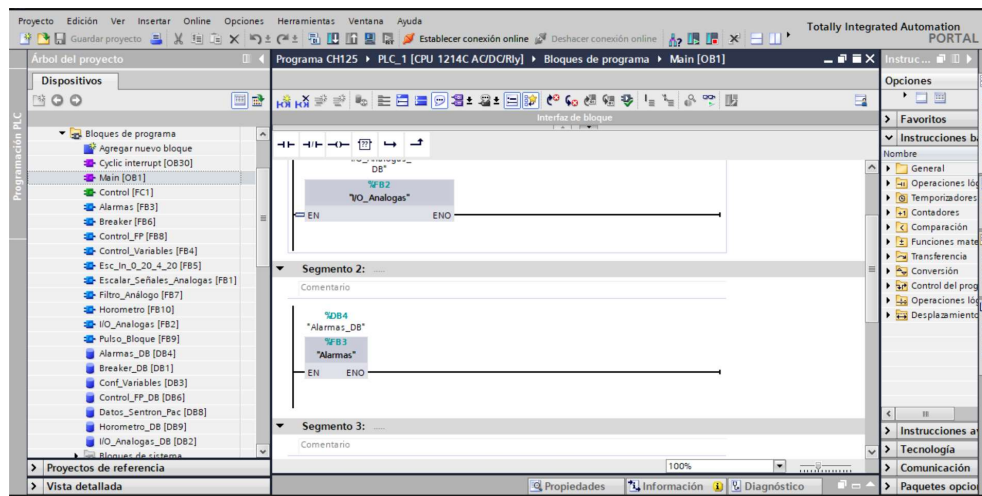 Proyecto Edición Ver Insertar Online Opciones Herramientas Ventana Ayuda
Totally Integrated Automation
PORTAL
Guardar proyecto
Establecer conexión online
Deshacer conexión online
Árbol del proyecto
Programa CH125 PLC_1 [CPU 1214C AC/DC/Rly] Bloques de programa Main [OB1]
Instruc...
Dispositivos
Opciones
Programación PLC
Interfaz de bloque
Bloques de programa
Agregar nuevo bloque
Cyclic interrupt [OB30]
Main [OB1]
Control [FC1]
Alarmas [FB3]
Breaker [FB6]
Control_FP [FB8]
Control_Variables [FB4]
Esc_In_0_20_4_20 [FB5]
Escalar_Señales_Analogas [FB1]
Filtro_Análogo [FB7]
Horometro [FB10]
I/O_Analogas [FB2]
Pulso_Bloque [FB9]
Alarmas_DB [DB4]
Breaker_DB [DB1]
Conf_Variables [DB3]
Control_FP_DB [DB6]
Datos_Sentron_Pac [DB8]
Horometro_DB [DB9]
I/O_Analogas_DB [DB2]
Bloques de sistema
Proyectos de referencia
Vista detallada
DB"
%FB2
"I/O_Analogas"
EN ENO
Segmento 2:
Comentario
%DB4
"Alarmas_DB"
%FB3
"Alarmas"
EN ENO
Segmento 3:
Comentario
100%
Propiedades
Información
Diagnóstico
Favoritos
Instrucciones bá
Nombre
General
Operaciones lóg
Temporizadores
Contadores
Comparación
Funciones mate
Transferencia
Conversión
Control del prog
Operaciones lóg
Desplazamiento
Instrucciones av
Tecnología
Comunicación
Paquetes opcion